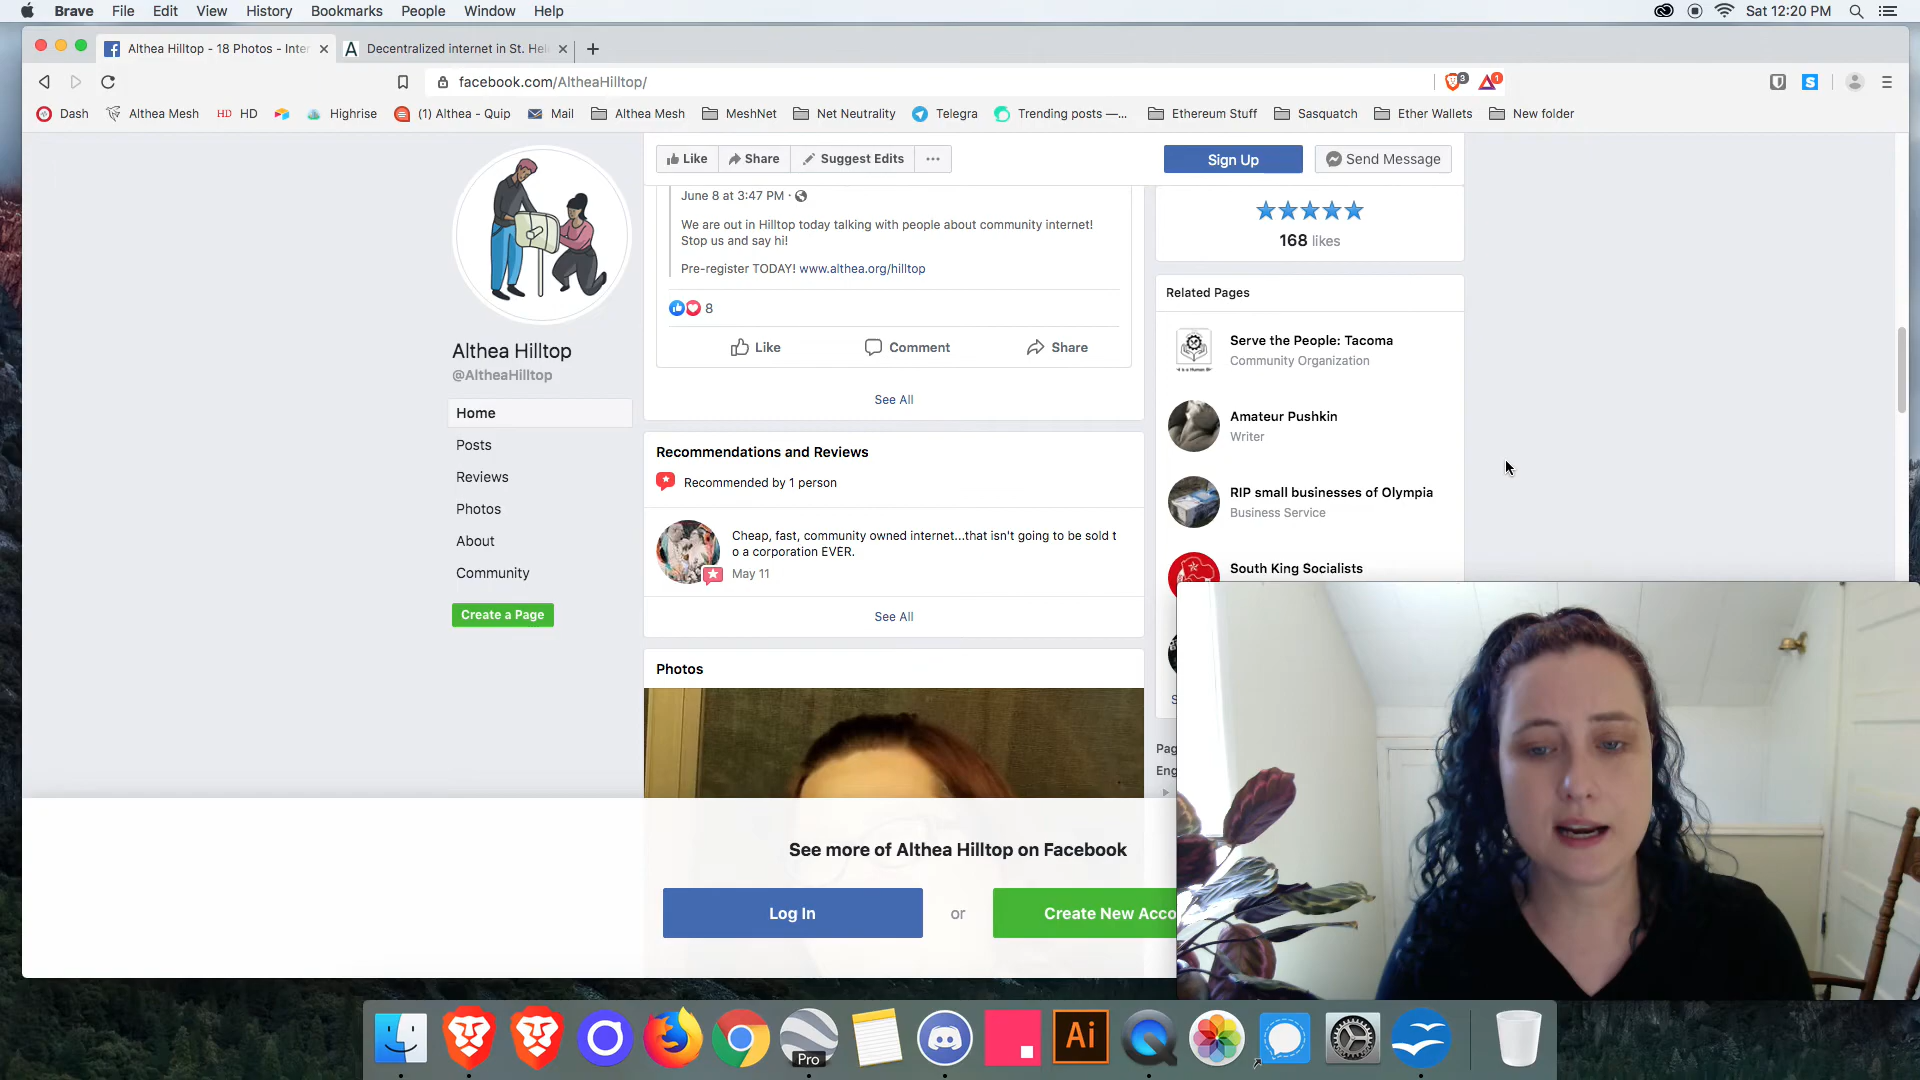 Brave File Edit View History Bookmarks People Window Help
Sat 12:20 PM
Althea Hilltop - 18 Photos - Inter
Decentralized internet in St. Hel
facebook.com/AltheaHilltop/
3
1
Dash
Althea Mesh
HD HD
Highrise
(1) Althea - Quip
Mail
Althea Mesh
MeshNet
Net Neutrality
Telegra
Trending posts —...
Ethereum Stuff
Sasquatch
Ether Wallets
New folder
Like
Share
Suggest Edits
Sign Up
Send Message
Althea Hilltop
@AltheaHilltop
Home
Posts
Reviews
Photos
About
Community
Create a Page
June 8 at 3:47 PM ·
We are out in Hilltop today talking with people about community internet!
Stop us and say hi!
Pre-register TODAY! www.althea.org/hilltop
8
Like
Comment
Share
See All
Recommendations and Reviews
Recommended by 1 person
Cheap, fast, community owned internet...that isn't going to be sold t
o a corporation EVER.
May 11
See All
Photos
168 likes
Related Pages
Serve the People: Tacoma
Community Organization
Amateur Pushkin
Writer
RIP small businesses of Olympia
Business Service
South King Socialists
Pag
Eng
See more of Althea Hilltop on Facebook
Log In
or
Create New Acco
Pro
Ai